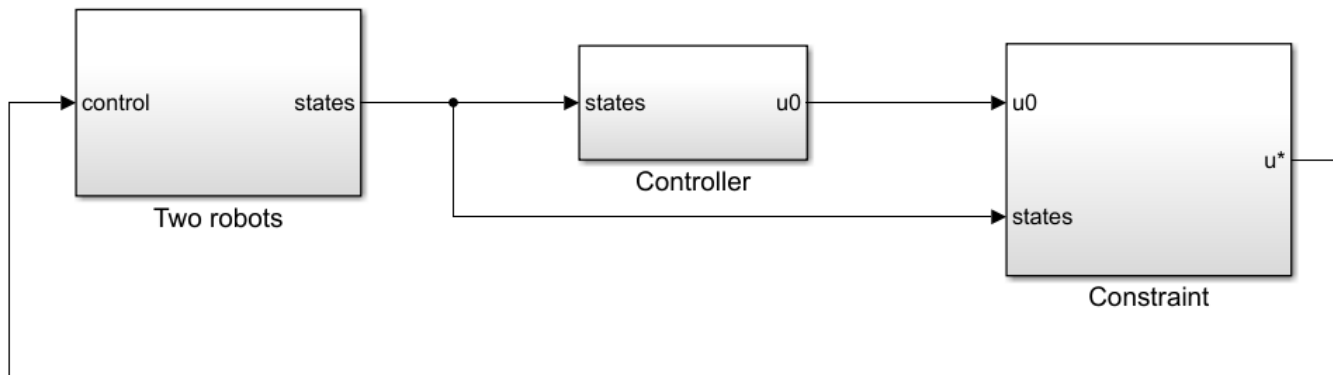 control
states
Two robots
states
u0
Controller
u0
states
u*
Constraint